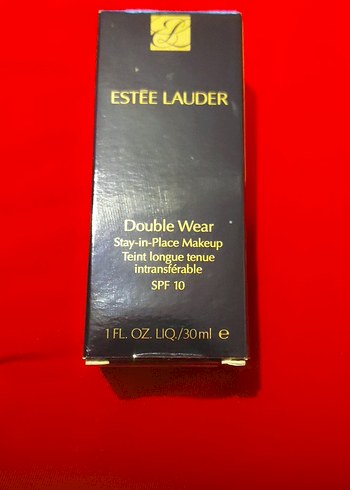 ESTĒE LAUDER
Double Wear
Stay-in-Place Makeup
Teint longue tenue
intransférable
SPF 10
1 FL. OZ. LIQ./30 ml ℮